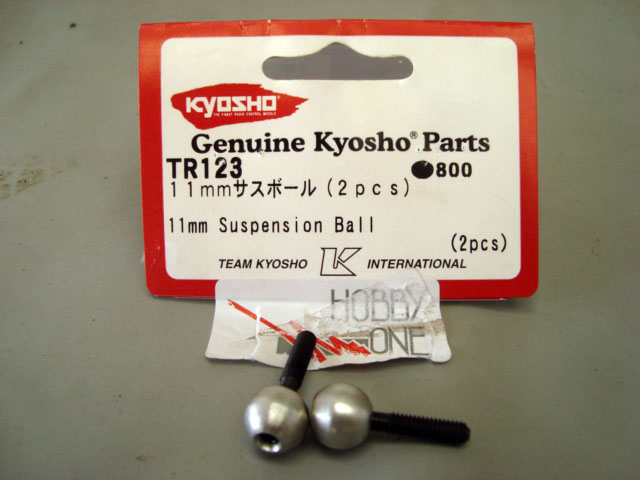 KYOSHO
THE FINEST RADIO CONTROL MODELS
Genuine Kyosho® Parts
TR123 ●800
11mmサスボール(2pcs)
11mm Suspension Ball
(2pcs)
TEAM KYOSHO K INTERNATIONAL
HOBBY
ONE